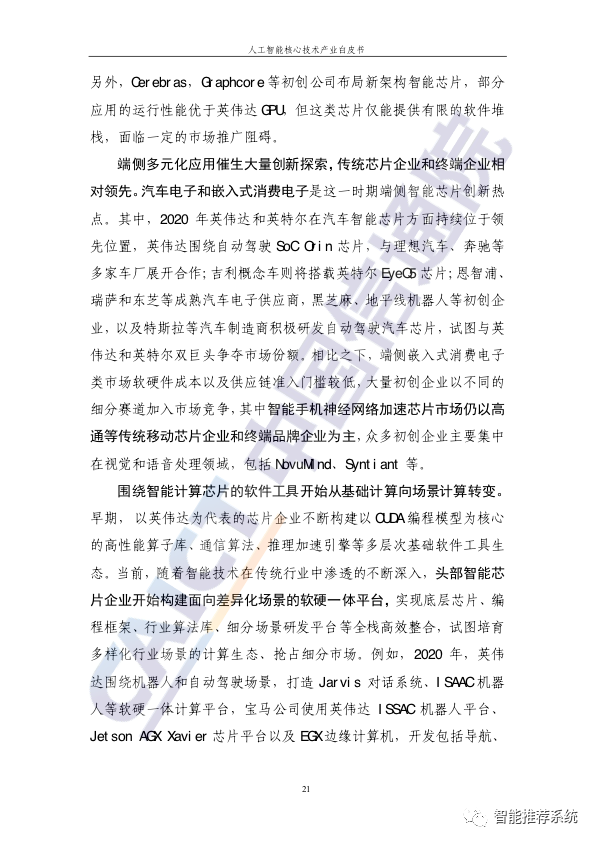 人工智能核心技术产业白皮书
另外，Cerebras，Graphcore 等初创公司布局新架构智能芯片，部分
应用的运行性能优于英伟达 GPU，但这类芯片仅能提供有限的软件堆
栈，面临一定的市场推广阻碍。
端侧多元化应用催生大量创新探索，传统芯片企业和终端企业相
对领先。汽车电子和嵌入式消费电子是这一时期端侧智能芯片创新热
点。其中，2020 年英伟达和英特尔在汽车智能芯片方面持续位于领
先位置，英伟达围绕自动驾驶 SoC Orin 芯片，与理想汽车、奔驰等
多家车厂展开合作；吉利概念车则将搭载英特尔 EyeQ5 芯片；恩智浦、
瑞萨和东芝等成熟汽车电子供应商，黑芝麻、地平线机器人等初创企
业，以及特斯拉等汽车制造商积极研发自动驾驶汽车芯片，试图与英
伟达和英特尔双巨头争夺市场份额。相比之下，端侧嵌入式消费电子
类市场软硬件成本以及供应链准入门槛较低，大量初创企业以不同的
细分赛道加入市场竞争，其中智能手机神经网络加速芯片市场仍以高
通等传统移动芯片企业和终端品牌企业为主，众多初创企业主要集中
在视觉和语音处理领域，包括 NovuMind、Syntiant 等。
围绕智能计算芯片的软件工具开始从基础计算向场景计算转变。
早期， 以英伟达为代表的芯片企业不断构建以 CUDA 编程模型为核心
的高性能算子库、通信算法、推理加速引擎等多层次基础软件工具生
态。当前，随着智能技术在传统行业中渗透的不断深入，头部智能芯
片企业开始构建面向差异化场景的软硬一体平台，实现底层芯片、编
程框架、行业算法库、细分场景研发平台等全栈高效整合，试图培育
多样化行业场景的计算生态、抢占细分市场。例如，2020 年，英伟
达围绕机器人和自动驾驶场景，打造 Jarvis 对话系统、ISAAC 机器
人等软硬一体计算平台，宝马公司使用英伟达 ISSAC 机器人平台、
Jetson AGX Xavier 芯片平台以及 EGX 边缘计算机，开发包括导航、
21
CAICT 中国信通院
智能推荐系统